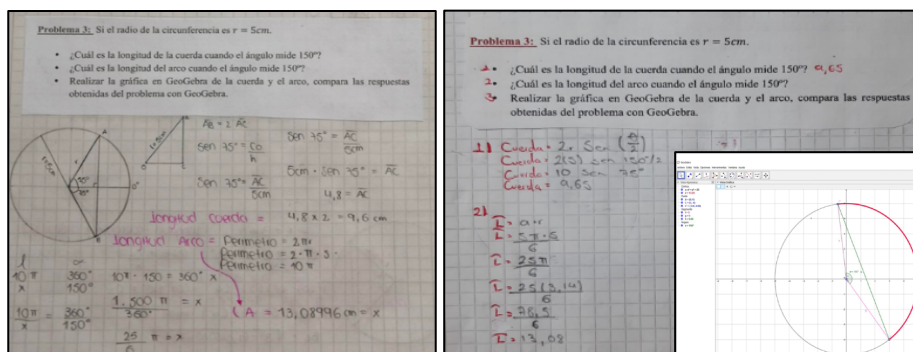 Problema 3: Si el radio de la circunferencia es r = 5cm.
• ¿Cuál es la longitud de la cuerda cuando el ángulo mide 150º?
• ¿Cuál es la longitud del arco cuando el ángulo mide 150º?
• Realizar la gráfica en GeoGebra de la cuerda y el arco, compara las respuestas
obtenidas del problema con GeoGebra.
AB = 2 AC
sen 75° = CO/h
sen 75° = AC/5cm
sen 75° = AC/5cm
5cm · sen 75° = AC
4,8 = AC
longitud cuerda = 4,8 x 2 = 9,6 cm
longitud Arco = Perimetro = 2πr
Perimetro = 2·π·5
Perimetro = 10π
10π 360°
x 150°
10π · 150 = 360° x
10π/x = 360°/150°
1.500 π/360° = x
25/6 π = x
A = 13,08996 cm = x
Problema 3: Si el radio de la circunferencia es r = 5cm.
1• ¿Cuál es la longitud de la cuerda cuando el ángulo mide 150º? 9,65
2• ¿Cuál es la longitud del arco cuando el ángulo mide 150º?
3• Realizar la gráfica en GeoGebra de la cuerda y el arco, compara las respuestas
obtenidas del problema con GeoGebra.
1) Cuerda = 2r Sen
Cuerda = 2(5) sen 150°/2
Cuerda = 10 Sen 75°
Cuerda = 9,65
2)
L = a·r
L = 5π·5/6
L = 25π/6
L = 25(3,14)/6
L = 78,5/6
L = 13,08